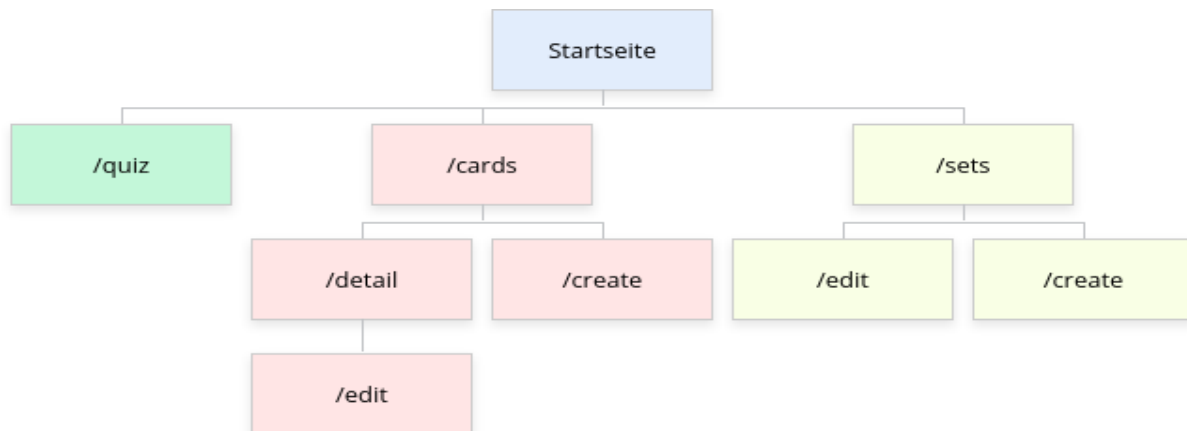 Startseite
/quiz
/cards
/sets
/detail
/create
/edit
/create
/edit